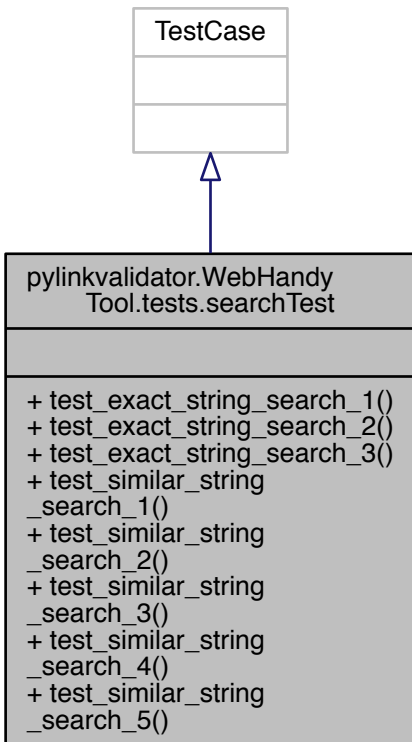 TestCase
pylinkvalidator.WebHandy
Tool.tests.searchTest
+ test_exact_string_search_1()
+ test_exact_string_search_2()
+ test_exact_string_search_3()
+ test_similar_string
_search_1()
+ test_similar_string
_search_2()
+ test_similar_string
_search_3()
+ test_similar_string
_search_4()
+ test_similar_string
_search_5()